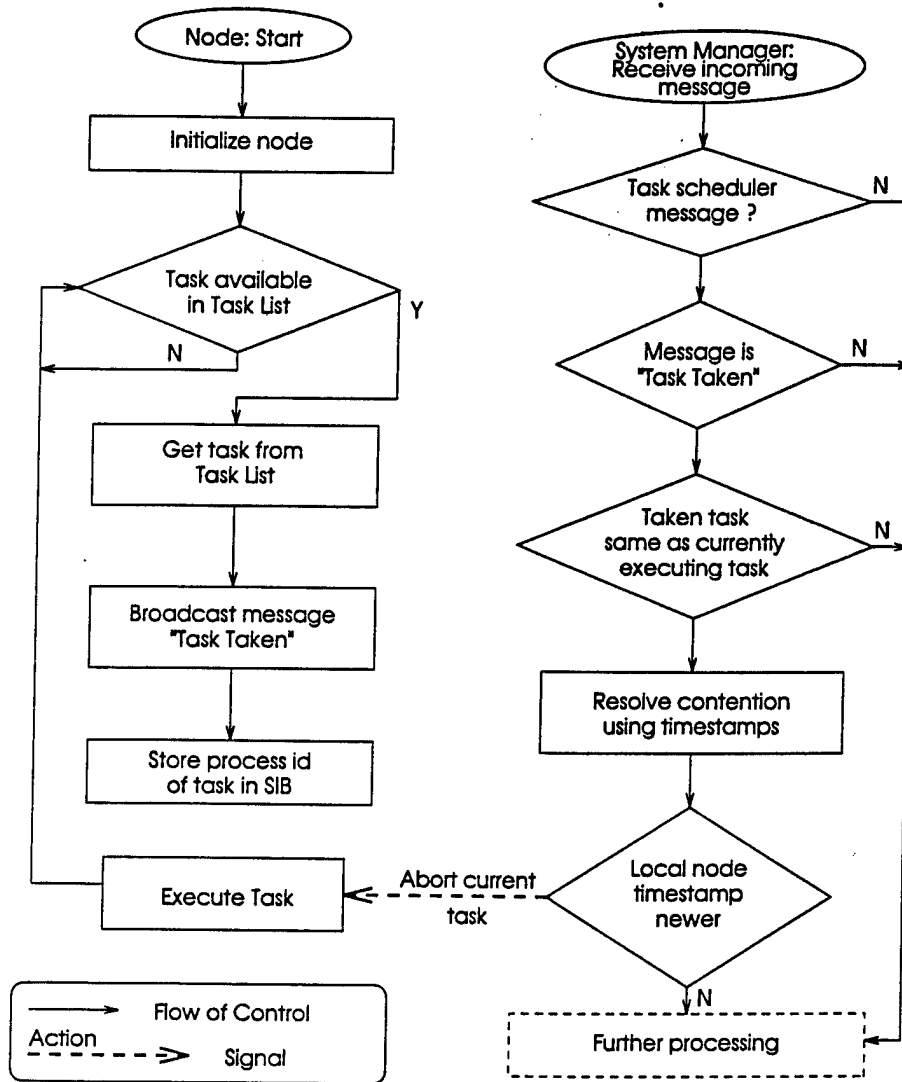 Node: Start
Initialize node
Task available
in Task List
Y
N
Get task from
Task List
Broadcast message
"Task Taken"
Store process id
of task in SIB
Execute Task
Abort current
task
Flow of Control
Action
Signal
System Manager:
Receive incoming
message
Task scheduler
message ?
N
Message is
"Task Taken"
N
Taken task
same as currently
executing task
N
Resolve contention
using timestamps
Local node
timestamp
newer
N
Further processing